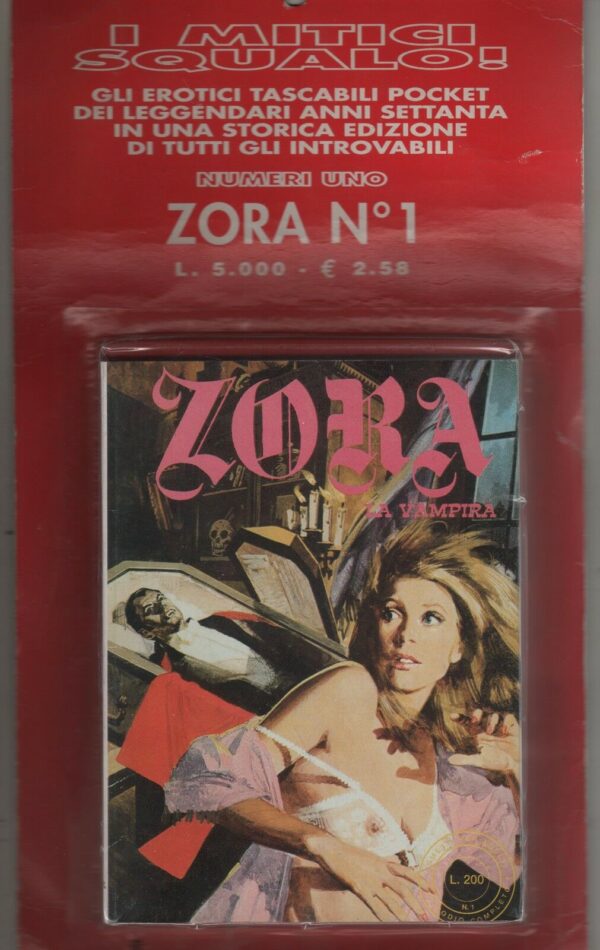 I MITICI
SQUALO!
GLI EROTICI TASCABILI POCKET
DEI LEGGENDARI ANNI SETTANTA
IN UNA STORICA EDIZIONE
DI TUTTI GLI INTROVABILI
NUMERI UNO
ZORA N° 1
L. 5.000 - € 2.58
ZORA
LA VAMPIRA
L. 200
N. 1